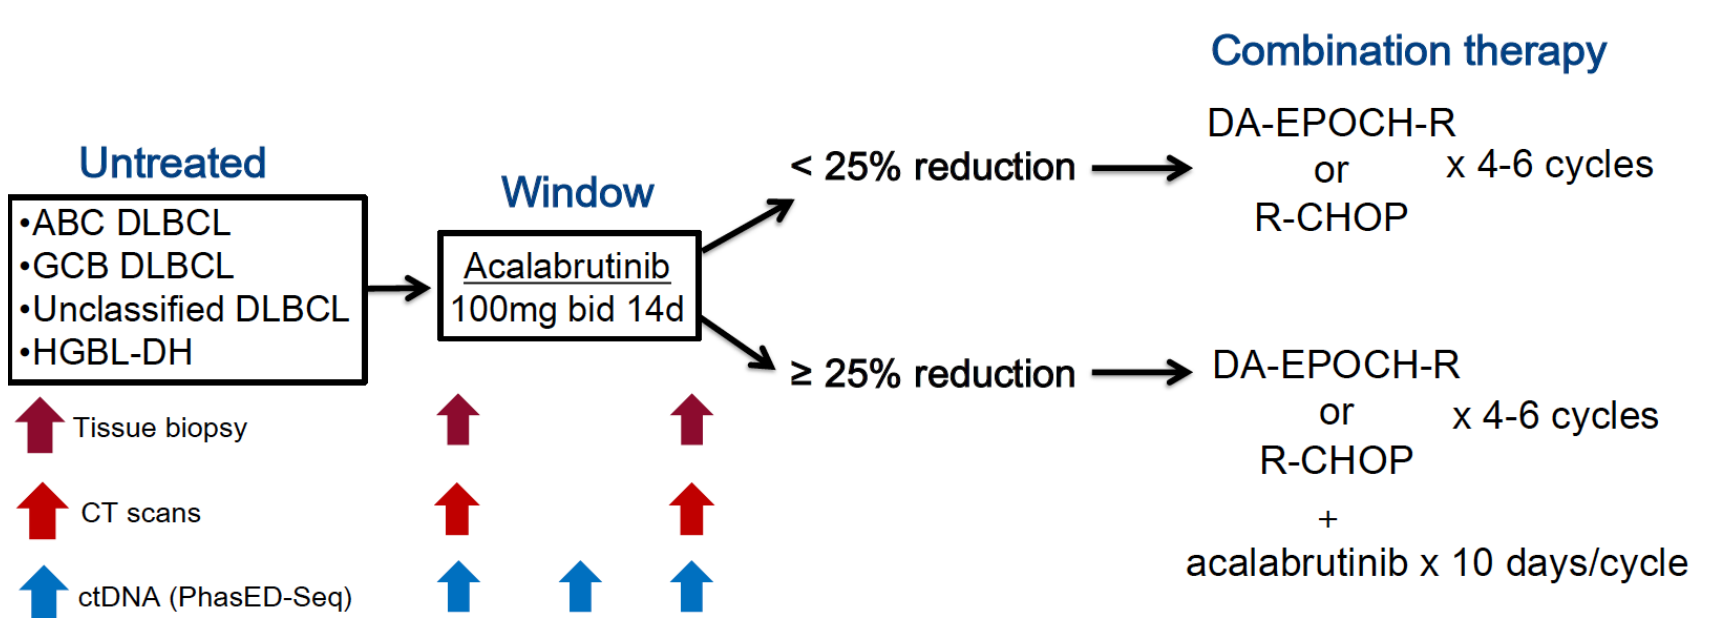 Untreated
•ABC DLBCL
•GCB DLBCL
•Unclassified DLBCL
•HGBL-DH
Tissue biopsy
CT scans
ctDNA (PhasED-Seq)
Window
Acalabrutinib
100mg bid 14d
< 25% reduction
≥ 25% reduction
Combination therapy
DA-EPOCH-R
or
R-CHOP
x 4-6 cycles
DA-EPOCH-R
or
R-CHOP
x 4-6 cycles
+
acalabrutinib x 10 days/cycle